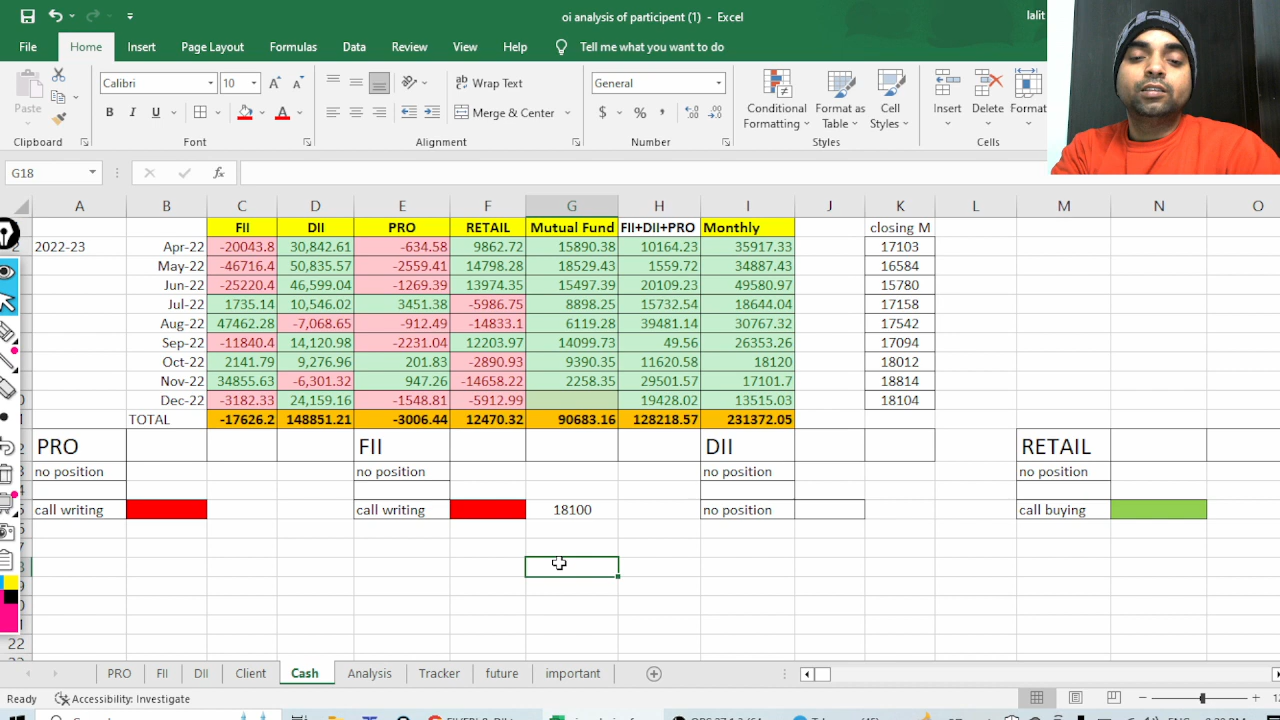 oi analysis of participent (1) - Excel
lalit
File Home Insert Page Layout Formulas Data Review View Help Tell me what you want to do
Calibri 10 Wrap Text General
Paste Merge & Center Conditional Formatting Format as Table Cell Styles Insert Delete Format
Clipboard Font Alignment Number Styles Cells
G18
A B C D E F G H I J K L M N O
FII DII PRO RETAIL Mutual Fund FII+DII+PRO Monthly closing M
2022-23 Apr-22 -20043.8 30,842.61 -634.58 9862.72 15890.38 10164.23 35917.33 17103
May-22 -46716.4 50,835.57 -2559.41 14798.28 18529.43 1559.72 34887.43 16584
Jun-22 -25220.4 46,599.04 -1269.39 13974.35 15497.39 20109.23 49580.97 15780
Jul-22 1735.14 10,546.02 3451.38 -5986.75 8898.25 15732.54 18644.04 17158
Aug-22 47462.28 -7,068.65 -912.49 -14833.1 6119.28 39481.14 30767.32 17542
Sep-22 -11840.4 14,120.98 -2231.04 12203.97 14099.73 49.56 26353.26 17094
Oct-22 2141.79 9,276.96 201.83 -2890.93 9390.35 11620.58 18120 18012
Nov-22 34855.63 -6,301.32 947.26 -14658.22 2258.35 29501.57 17101.7 18814
Dec-22 -3182.33 24,159.16 -1548.81 -5912.99 19428.02 13515.03 18104
TOTAL -17626.2 148851.21 -3006.44 12470.32 90683.16 128218.57 231372.05
PRO FII DII RETAIL
no position no position no position no position
call writing call writing 18100 no position call buying
22
PRO FII DII Client Cash Analysis Tracker future important
Ready Accessibility: Investigate